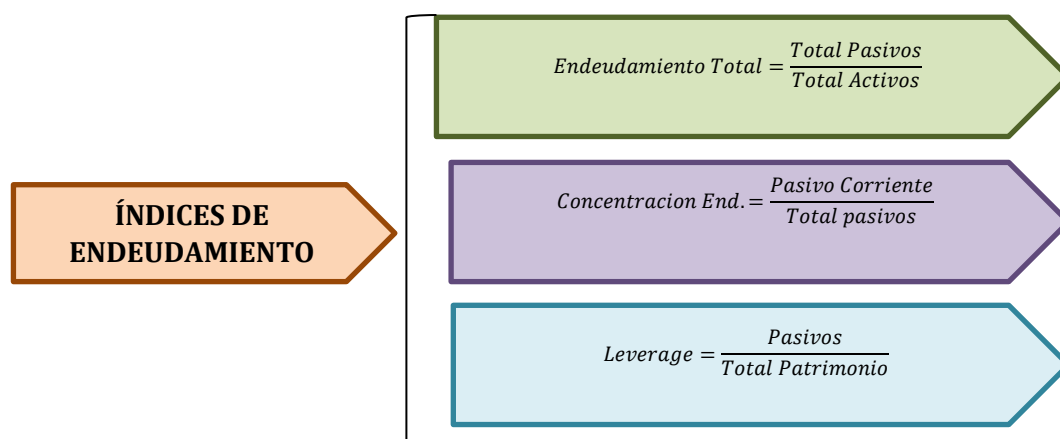 ÍNDICES DE
ENDEUDAMIENTO
Endeudamiento Total = Total Pasivos / Total Activos
Concentracion End. = Pasivo Corriente / Total pasivos
Leverage = Pasivos / Total Patrimonio